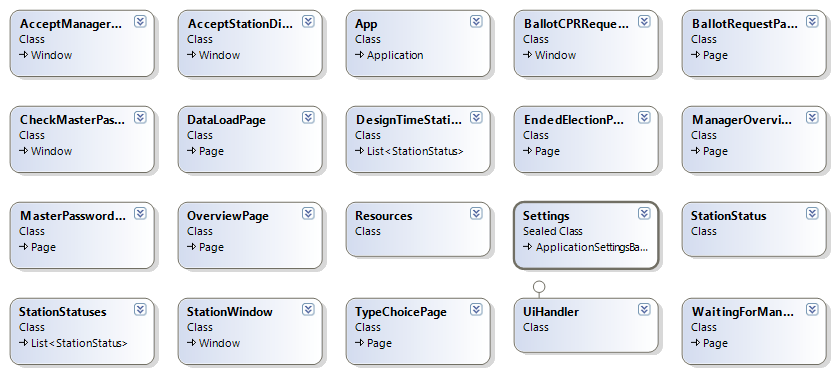 AcceptManager...
Class
Window
AcceptStationDi...
Class
Window
App
Class
Application
BallotCPRReque...
Class
Window
BallotRequestPa...
Class
Page
CheckMasterPas...
Class
Window
DataLoadPage
Class
Page
DesignTimeStati...
Class
List<StationStatus>
EndedElectionP...
Class
Page
ManagerOvervi...
Class
Page
MasterPassword...
Class
Page
OverviewPage
Class
Page
Resources
Class
Settings
Sealed Class
ApplicationSettingsBa...
StationStatus
Class
StationStatuses
Class
List<StationStatus>
StationWindow
Class
Window
TypeChoicePage
Class
Page
UiHandler
Class
WaitingForMan...
Class
Page